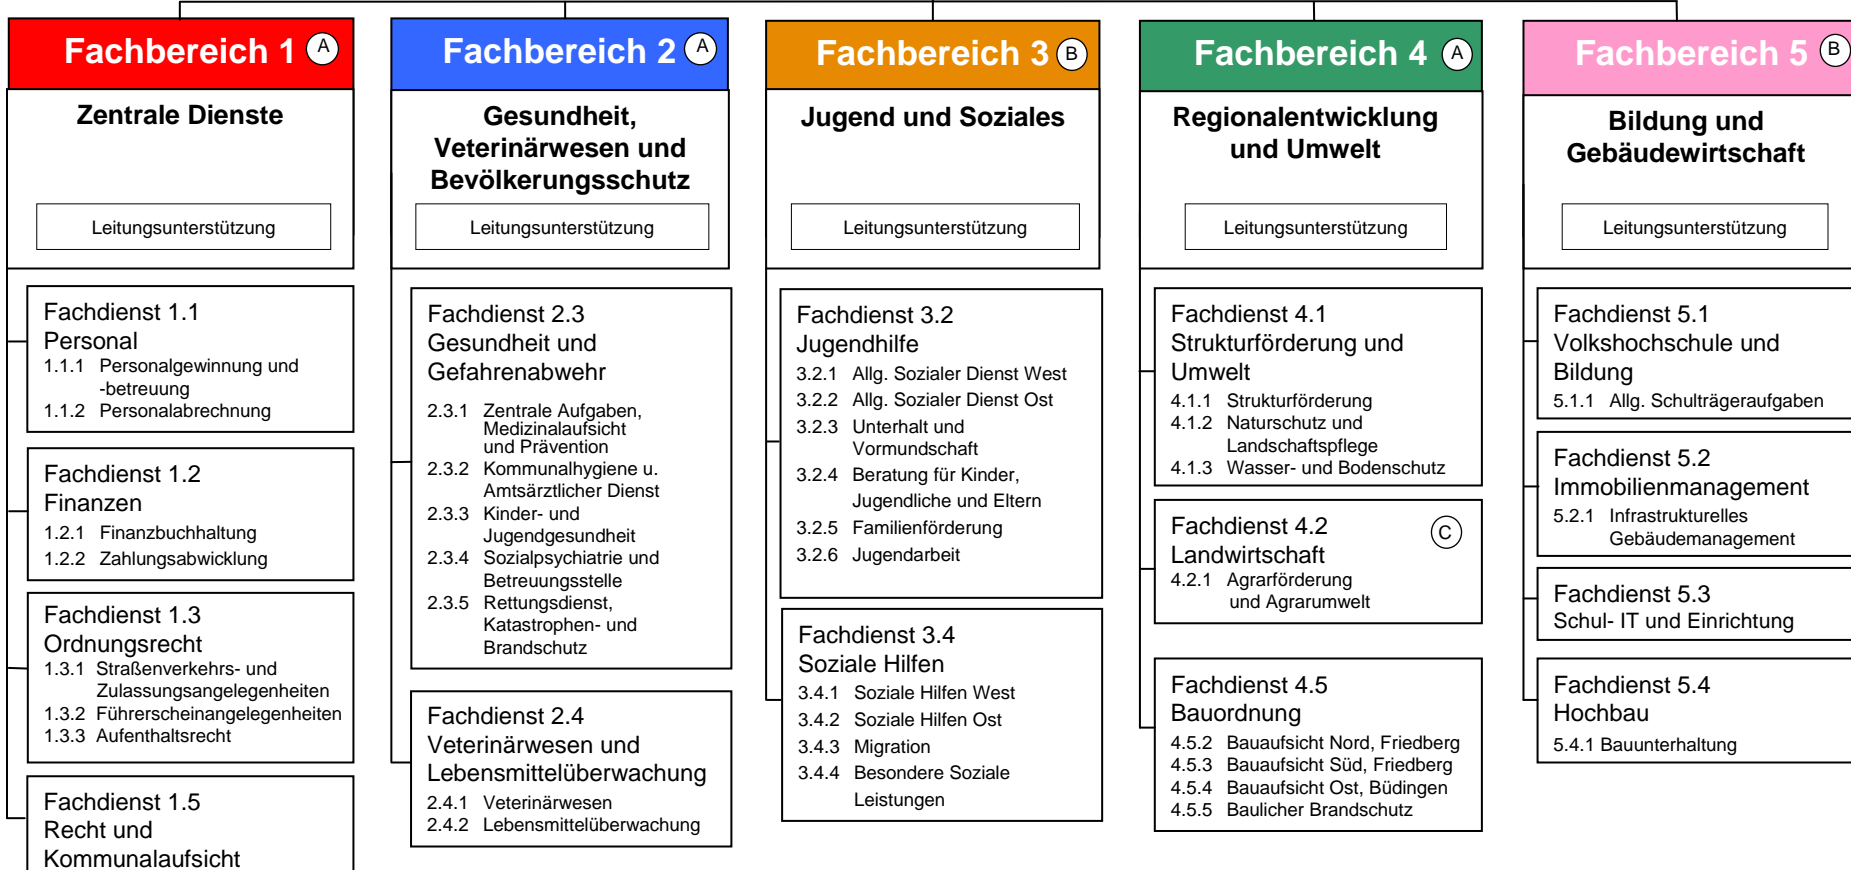 Fachbereich 1 A
Zentrale Dienste
Leitungsunterstützung
Fachdienst 1.1
Personal
1.1.1 Personalgewinnung und
-betreuung
1.1.2 Personalabrechnung
Fachdienst 1.2
Finanzen
1.2.1 Finanzbuchhaltung
1.2.2 Zahlungsabwicklung
Fachdienst 1.3
Ordnungsrecht
1.3.1 Straßenverkehrs- und
Zulassungsangelegenheiten
1.3.2 Führerscheinangelegenheiten
1.3.3 Aufenthaltsrecht
Fachdienst 1.5
Recht und
Kommunalaufsicht
Fachbereich 2 A
Gesundheit,
Veterinärwesen und
Bevölkerungsschutz
Leitungsunterstützung
Fachdienst 2.3
Gesundheit und
Gefahrenabwehr
2.3.1 Zentrale Aufgaben,
Medizinalaufsicht
und Prävention
2.3.2 Kommunalhygiene u.
Amtsärztlicher Dienst
2.3.3 Kinder- und
Jugendgesundheit
2.3.4 Sozialpsychiatrie und
Betreuungsstelle
2.3.5 Rettungsdienst,
Katastrophen- und
Brandschutz
Fachdienst 2.4
Veterinärwesen und
Lebensmittelüberwachung
2.4.1 Veterinärwesen
2.4.2 Lebensmittelüberwachung
Fachbereich 3 B
Jugend und Soziales
Leitungsunterstützung
Fachdienst 3.2
Jugendhilfe
3.2.1 Allg. Sozialer Dienst West
3.2.2 Allg. Sozialer Dienst Ost
3.2.3 Unterhalt und
Vormundschaft
3.2.4 Beratung für Kinder,
Jugendliche und Eltern
3.2.5 Familienförderung
3.2.6 Jugendarbeit
Fachdienst 3.4
Soziale Hilfen
3.4.1 Soziale Hilfen West
3.4.2 Soziale Hilfen Ost
3.4.3 Migration
3.4.4 Besondere Soziale
Leistungen
Fachbereich 4 A
Regionalentwicklung
und Umwelt
Leitungsunterstützung
Fachdienst 4.1
Strukturförderung und
Umwelt
4.1.1 Strukturförderung
4.1.2 Naturschutz und
Landschaftspflege
4.1.3 Wasser- und Bodenschutz
Fachdienst 4.2 C
Landwirtschaft
4.2.1 Agrarförderung
und Agrarumwelt
Fachdienst 4.5
Bauordnung
4.5.2 Bauaufsicht Nord, Friedberg
4.5.3 Bauaufsicht Süd, Friedberg
4.5.4 Bauaufsicht Ost, Büdingen
4.5.5 Baulicher Brandschutz
Fachbereich 5 B
Bildung und
Gebäudewirtschaft
Leitungsunterstützung
Fachdienst 5.1
Volkshochschule und
Bildung
5.1.1 Allg. Schulträgeraufgaben
Fachdienst 5.2
Immobilienmanagement
5.2.1 Infrastrukturelles
Gebäudemanagement
Fachdienst 5.3
Schul- IT und Einrichtung
Fachdienst 5.4
Hochbau
5.4.1 Bauunterhaltung